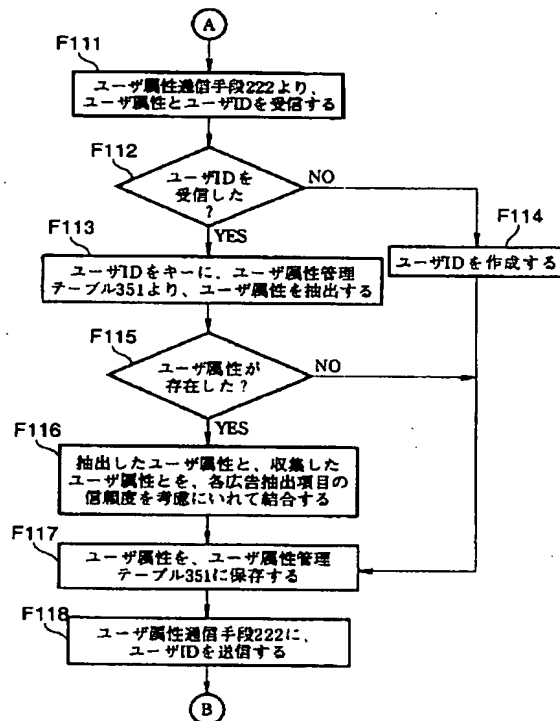 A
F111
ユーザ属性通信手段222より、
ユーザ属性とユーザIDを受信する
F112
ユーザIDを
受信した
?
NO
YES
F113
F114
ユーザIDをキーに、ユーザ属性管理
テーブル351より、ユーザ属性を抽出する
ユーザIDを作成する
F115
ユーザ属性が
存在した?
NO
YES
F116
抽出したユーザ属性と、収集した
ユーザ属性とを、各広告抽出項目の
信頼度を考慮にいれて結合する
F117
ユーザ属性を、ユーザ属性管理
テーブル351に保存する
F118
ユーザ属性通信手段222に、
ユーザIDを送信する
B